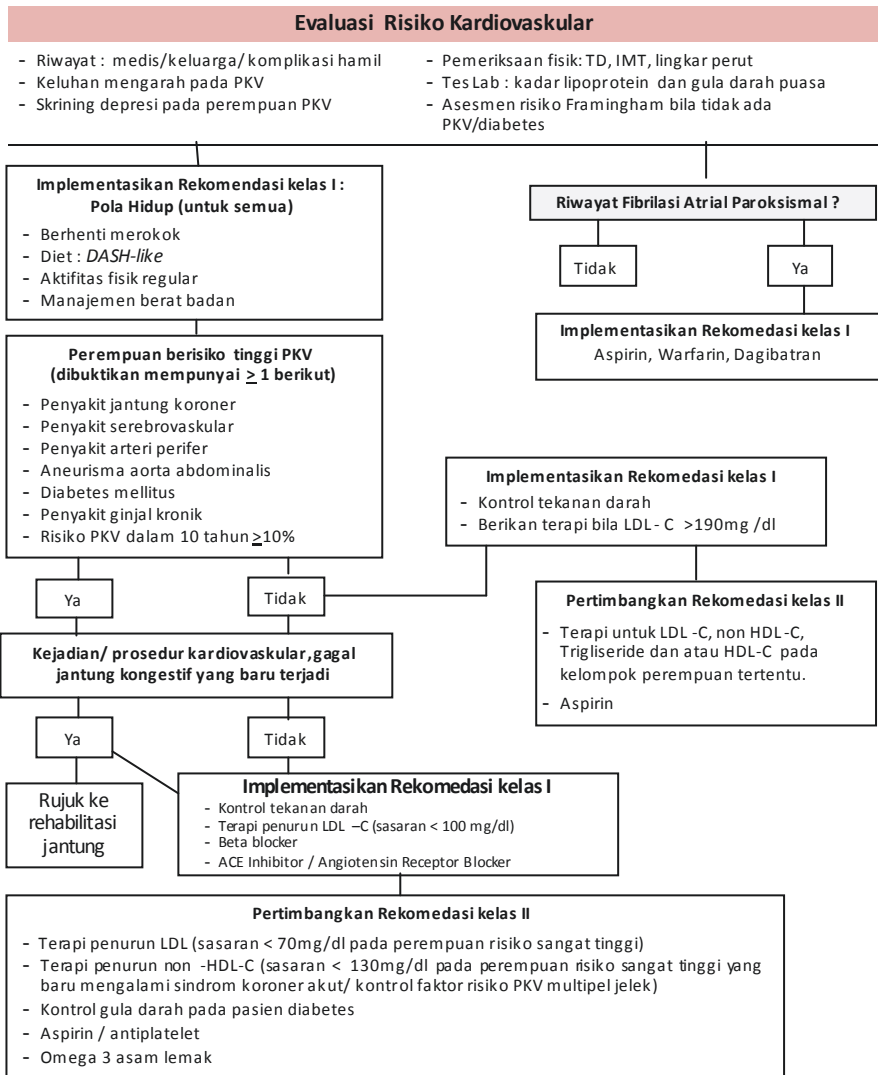 Evaluasi Risiko Kardiovaskular
- Riwayat : medis/keluarga/ komplikasi hamil
- Keluhan mengarah pada PKV
- Skrining depresi pada perempuan PKV
- Pemeriksaan fisik: TD, IMT, lingkar perut
- Tes Lab : kadar lipoprotein dan gula darah puasa
- Asesmen risiko Framingham bila tidak ada
PKV/diabetes
Implementasikan Rekomendasi kelas I :
Pola Hidup (untuk semua)
- Berhenti merokok
- Diet : DASH-like
- Aktifitas fisik regular
- Manajemen berat badan
Riwayat Fibrilasi Atrial Paroksismal ?
Tidak
Ya
Implementasikan Rekomedasi kelas I
Aspirin, Warfarin, Dagibatran
Perempuan berisiko tinggi PKV
(dibuktikan mempunyai ≥ 1 berikut)
- Penyakit jantung koroner
- Penyakit serebrovaskular
- Penyakit arteri perifer
- Aneurisma aorta abdominalis
- Diabetes mellitus
- Penyakit ginjal kronik
- Risiko PKV dalam 10 tahun ≥10%
Implementasikan Rekomedasi kelas I
- Kontrol tekanan darah
- Berikan terapi bila LDL - C >190mg /dl
Ya
Tidak
Pertimbangkan Rekomedasi kelas II
- Terapi untuk LDL -C, non HDL -C,
Trigliseride dan atau HDL-C pada
kelompok perempuan tertentu.
- Aspirin
Kejadian/ prosedur kardiovaskular ,gagal
jantung kongestif yang baru terjadi
Ya
Tidak
Rujuk ke
rehabilitasi
jantung
Implementasikan Rekomedasi kelas I
- Kontrol tekanan darah
- Terapi penurun LDL –C (sasaran < 100 mg/dl)
- Beta blocker
- ACE Inhibitor / Angiotensin Receptor Blocker
Pertimbangkan Rekomedasi kelas II
- Terapi penurun LDL (sasaran < 70mg/dl pada perempuan risiko sangat tinggi)
- Terapi penurun non -HDL-C (sasaran < 130mg/dl pada perempuan risiko sangat tinggi yang
baru mengalami sindrom koroner akut/ kontrol faktor risiko PKV multipel jelek)
- Kontrol gula darah pada pasien diabetes
- Aspirin / antiplatelet
- Omega 3 asam lemak